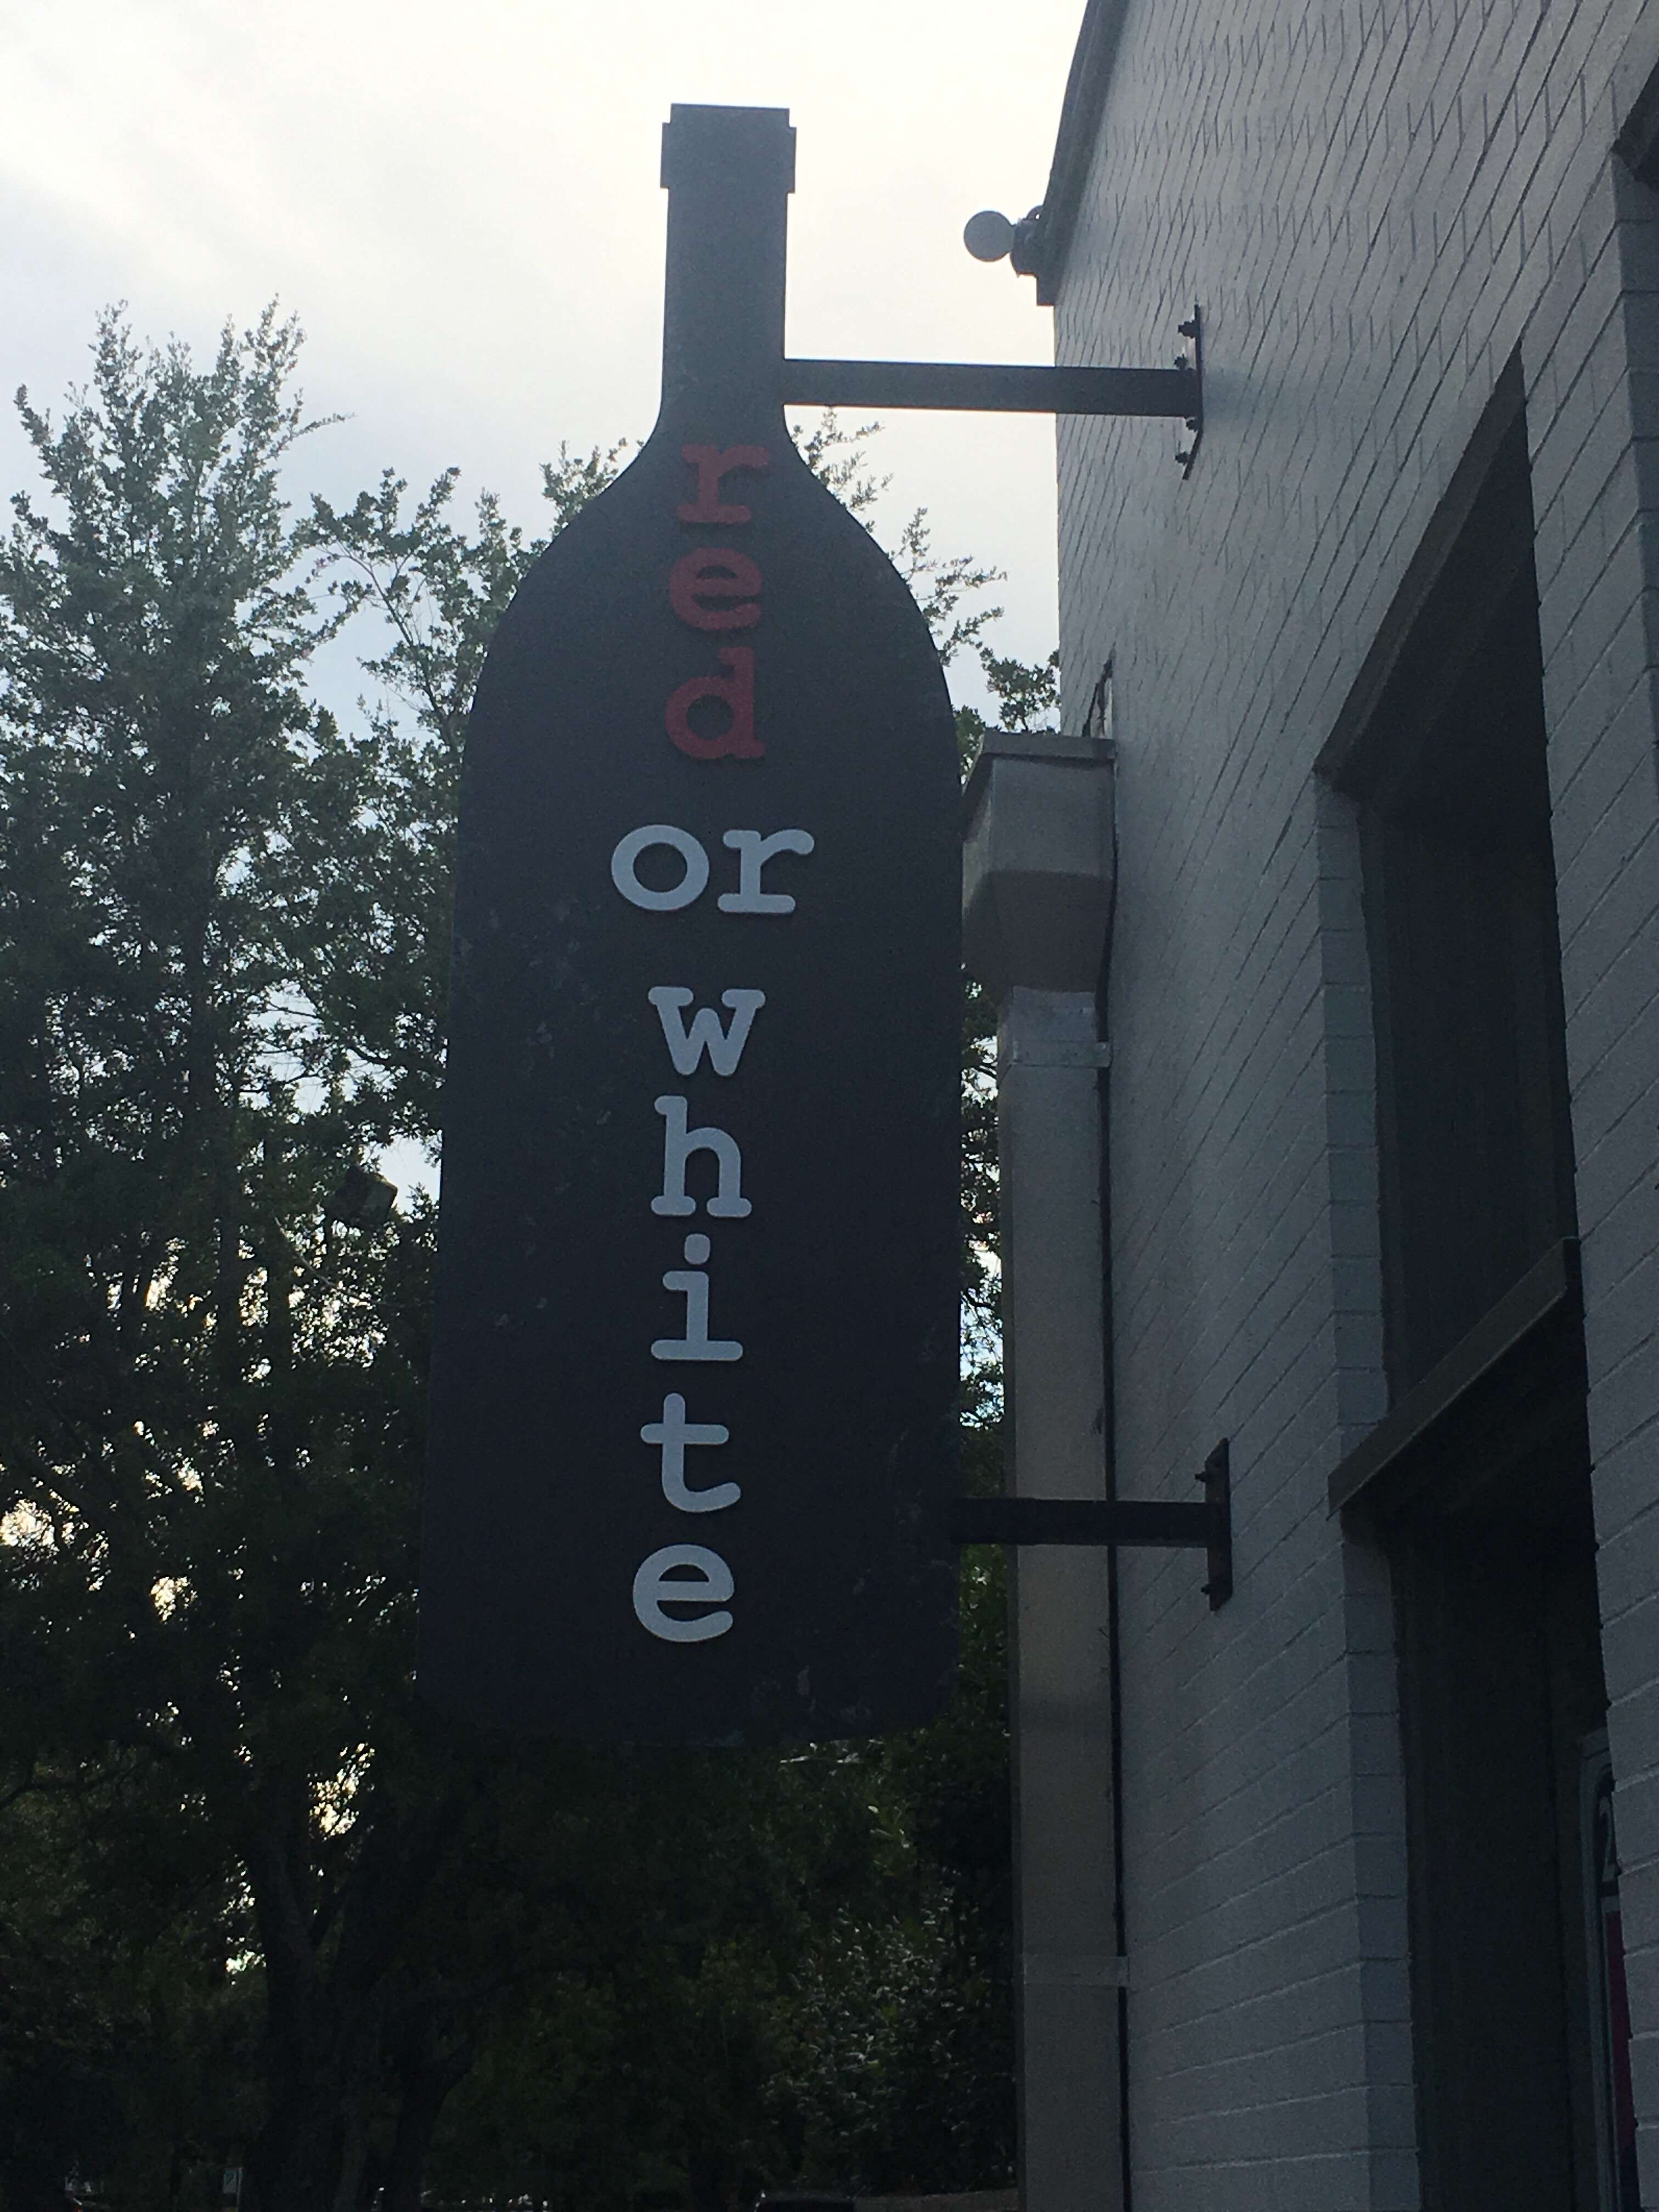 red
or
white